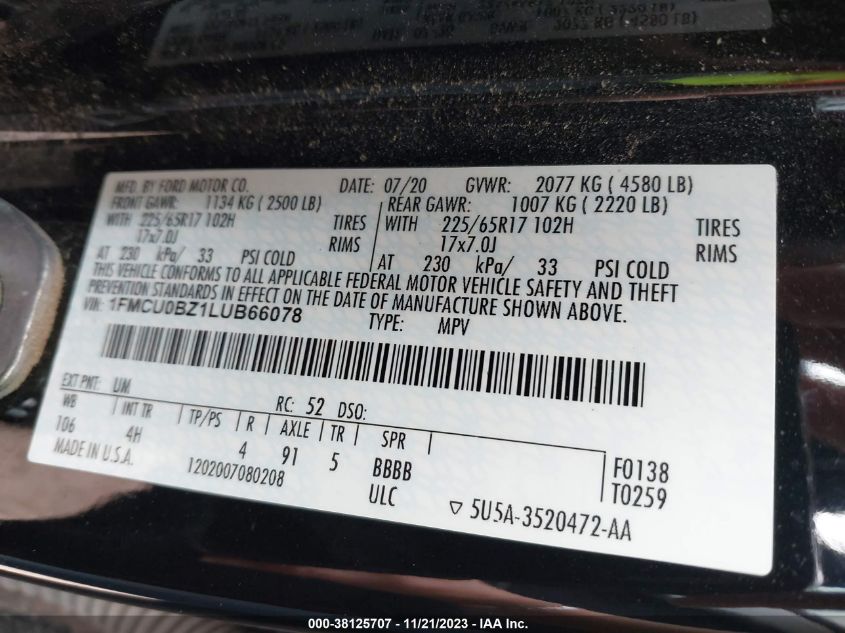 MFD. BY FORD MOTOR CO. DATE: 07/20 GVWR: 2077 KG ( 4580 LB)
FRONT GAWR: 1134 KG ( 2500 LB) REAR GAWR: 1007 KG ( 2220 LB)
WITH 225/65R17 102H TIRES WITH 225/65R17 102H TIRES
17x7.0J RIMS 17x7.0J RIMS
AT 230 kPa/ 33 PSI COLD AT 230 kPa/ 33 PSI COLD
THIS VEHICLE CONFORMS TO ALL APPLICABLE FEDERAL MOTOR VEHICLE SAFETY AND THEFT
PREVENTION STANDARDS IN EFFECT ON THE DATE OF MANUFACTURE SHOWN ABOVE.
VIN: 1FMCU0BZ1LUB66078 TYPE: MPV
EXT PNT: UM RC: 52 DSO:
WB INT TR TP/PS R AXLE TR SPR
106 4H 4 91 5 BBBB F0138
MADE IN U.S.A. 1202007080208 ULC T0259
▽ 5U5A-3520472-AA
000-38125707 - 11/21/2023 - WWW.IAAI.COM